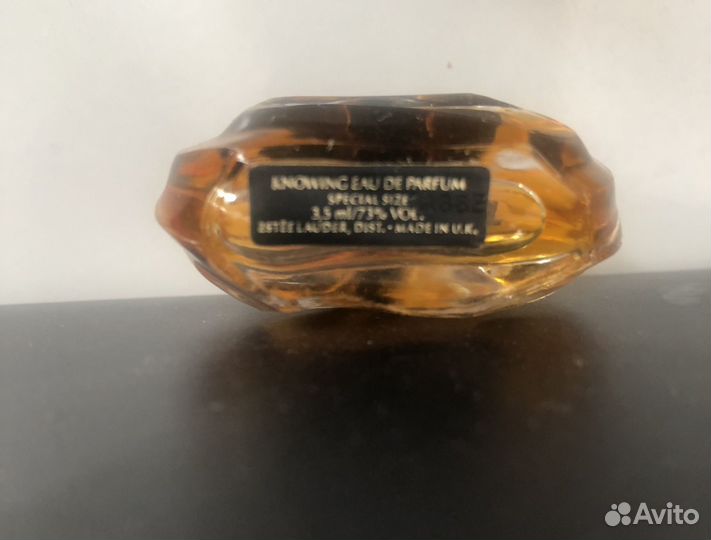 KNOWING EAU DE PARFUM
SPECIAL SIZE
3,5 ml/73% VOL.
ESTĒE LAUDER, DIST. • MADE IN U.K.
Avito